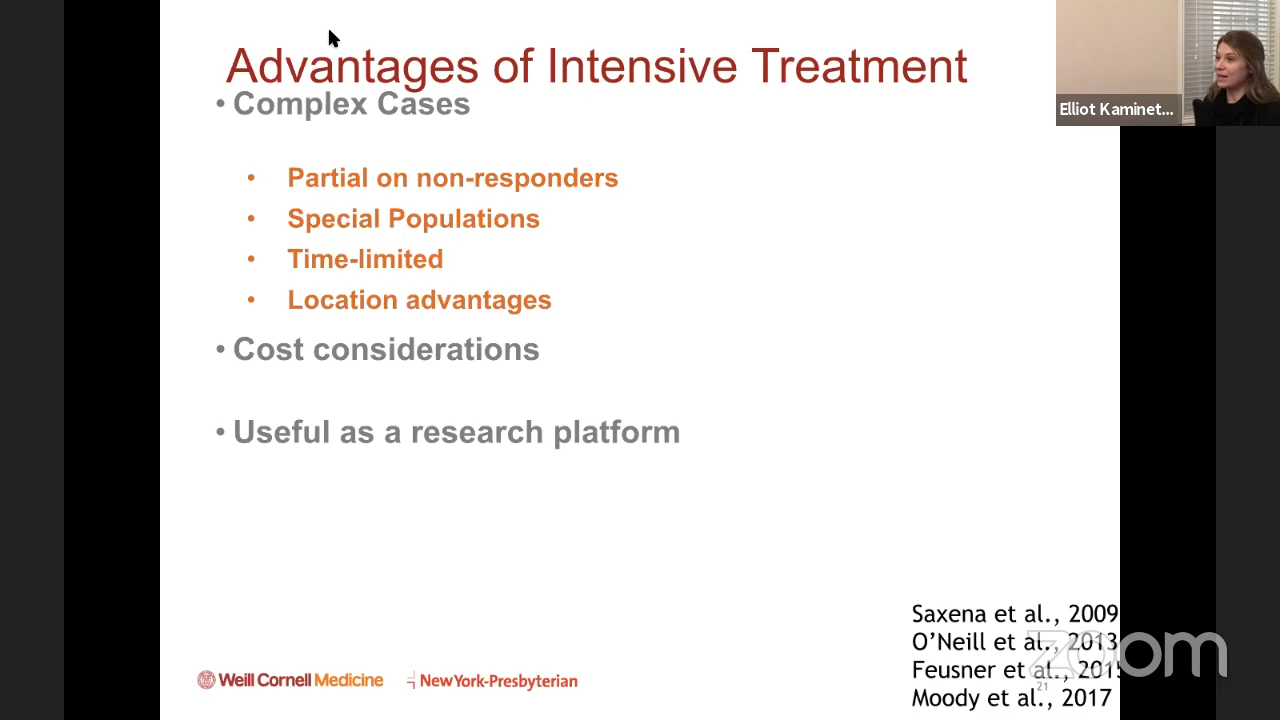 Advantages of Intensive Treatment
• Complex Cases
• Partial on non-responders
• Special Populations
• Time-limited
• Location advantages
• Cost considerations
• Useful as a research platform
Saxena et al., 2009
O’Neill et al., 2013
Feusner et al.,
Moody et al., 2017
21
Weill Cornell Medicine
NewYork-Presbyterian
zoom
Elliot Kaminet...